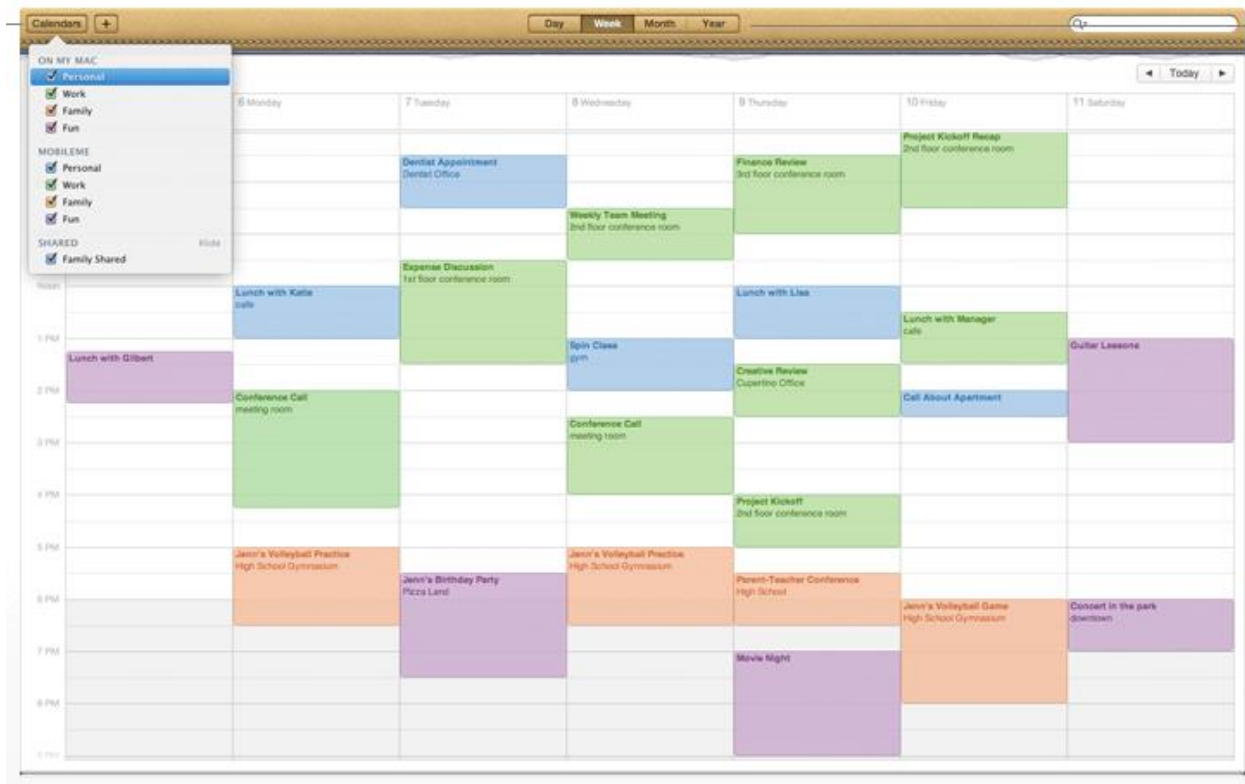 Calendars
+
Day
Week
Month
Year
Today
ON MY MAC
Personal
Work
Family
Fun
MOBILEME
Personal
Work
Family
Fun
SHARED
Hide
Family Shared
6 Monday
7 Tuesday
8 Wednesday
9 Thursday
10 Friday
11 Saturday
Noon
1 PM
2 PM
3 PM
4 PM
5 PM
6 PM
7 PM
8 PM
9 PM
Lunch with Gilbert
Lunch with Katie
cafe
Conference Call
meeting room
Jenn's Volleyball Practice
High School Gymnasium
Dentist Appointment
Dentist Office
Expense Discussion
1st floor conference room
Jenn's Birthday Party
Pizza Land
Weekly Team Meeting
2nd floor conference room
Spin Class
gym
Conference Call
meeting room
Jenn's Volleyball Practice
High School Gymnasium
Finance Review
3rd floor conference room
Lunch with Lisa
Creative Review
Cupertino Office
Project Kickoff
2nd floor conference room
Parent-Teacher Conference
High School
Movie Night
Project Kickoff Recap
2nd floor conference room
Lunch with Manager
cafe
Call About Apartment
Jenn's Volleyball Game
High School Gymnasium
Guitar Lessons
Concert in the park
downtown